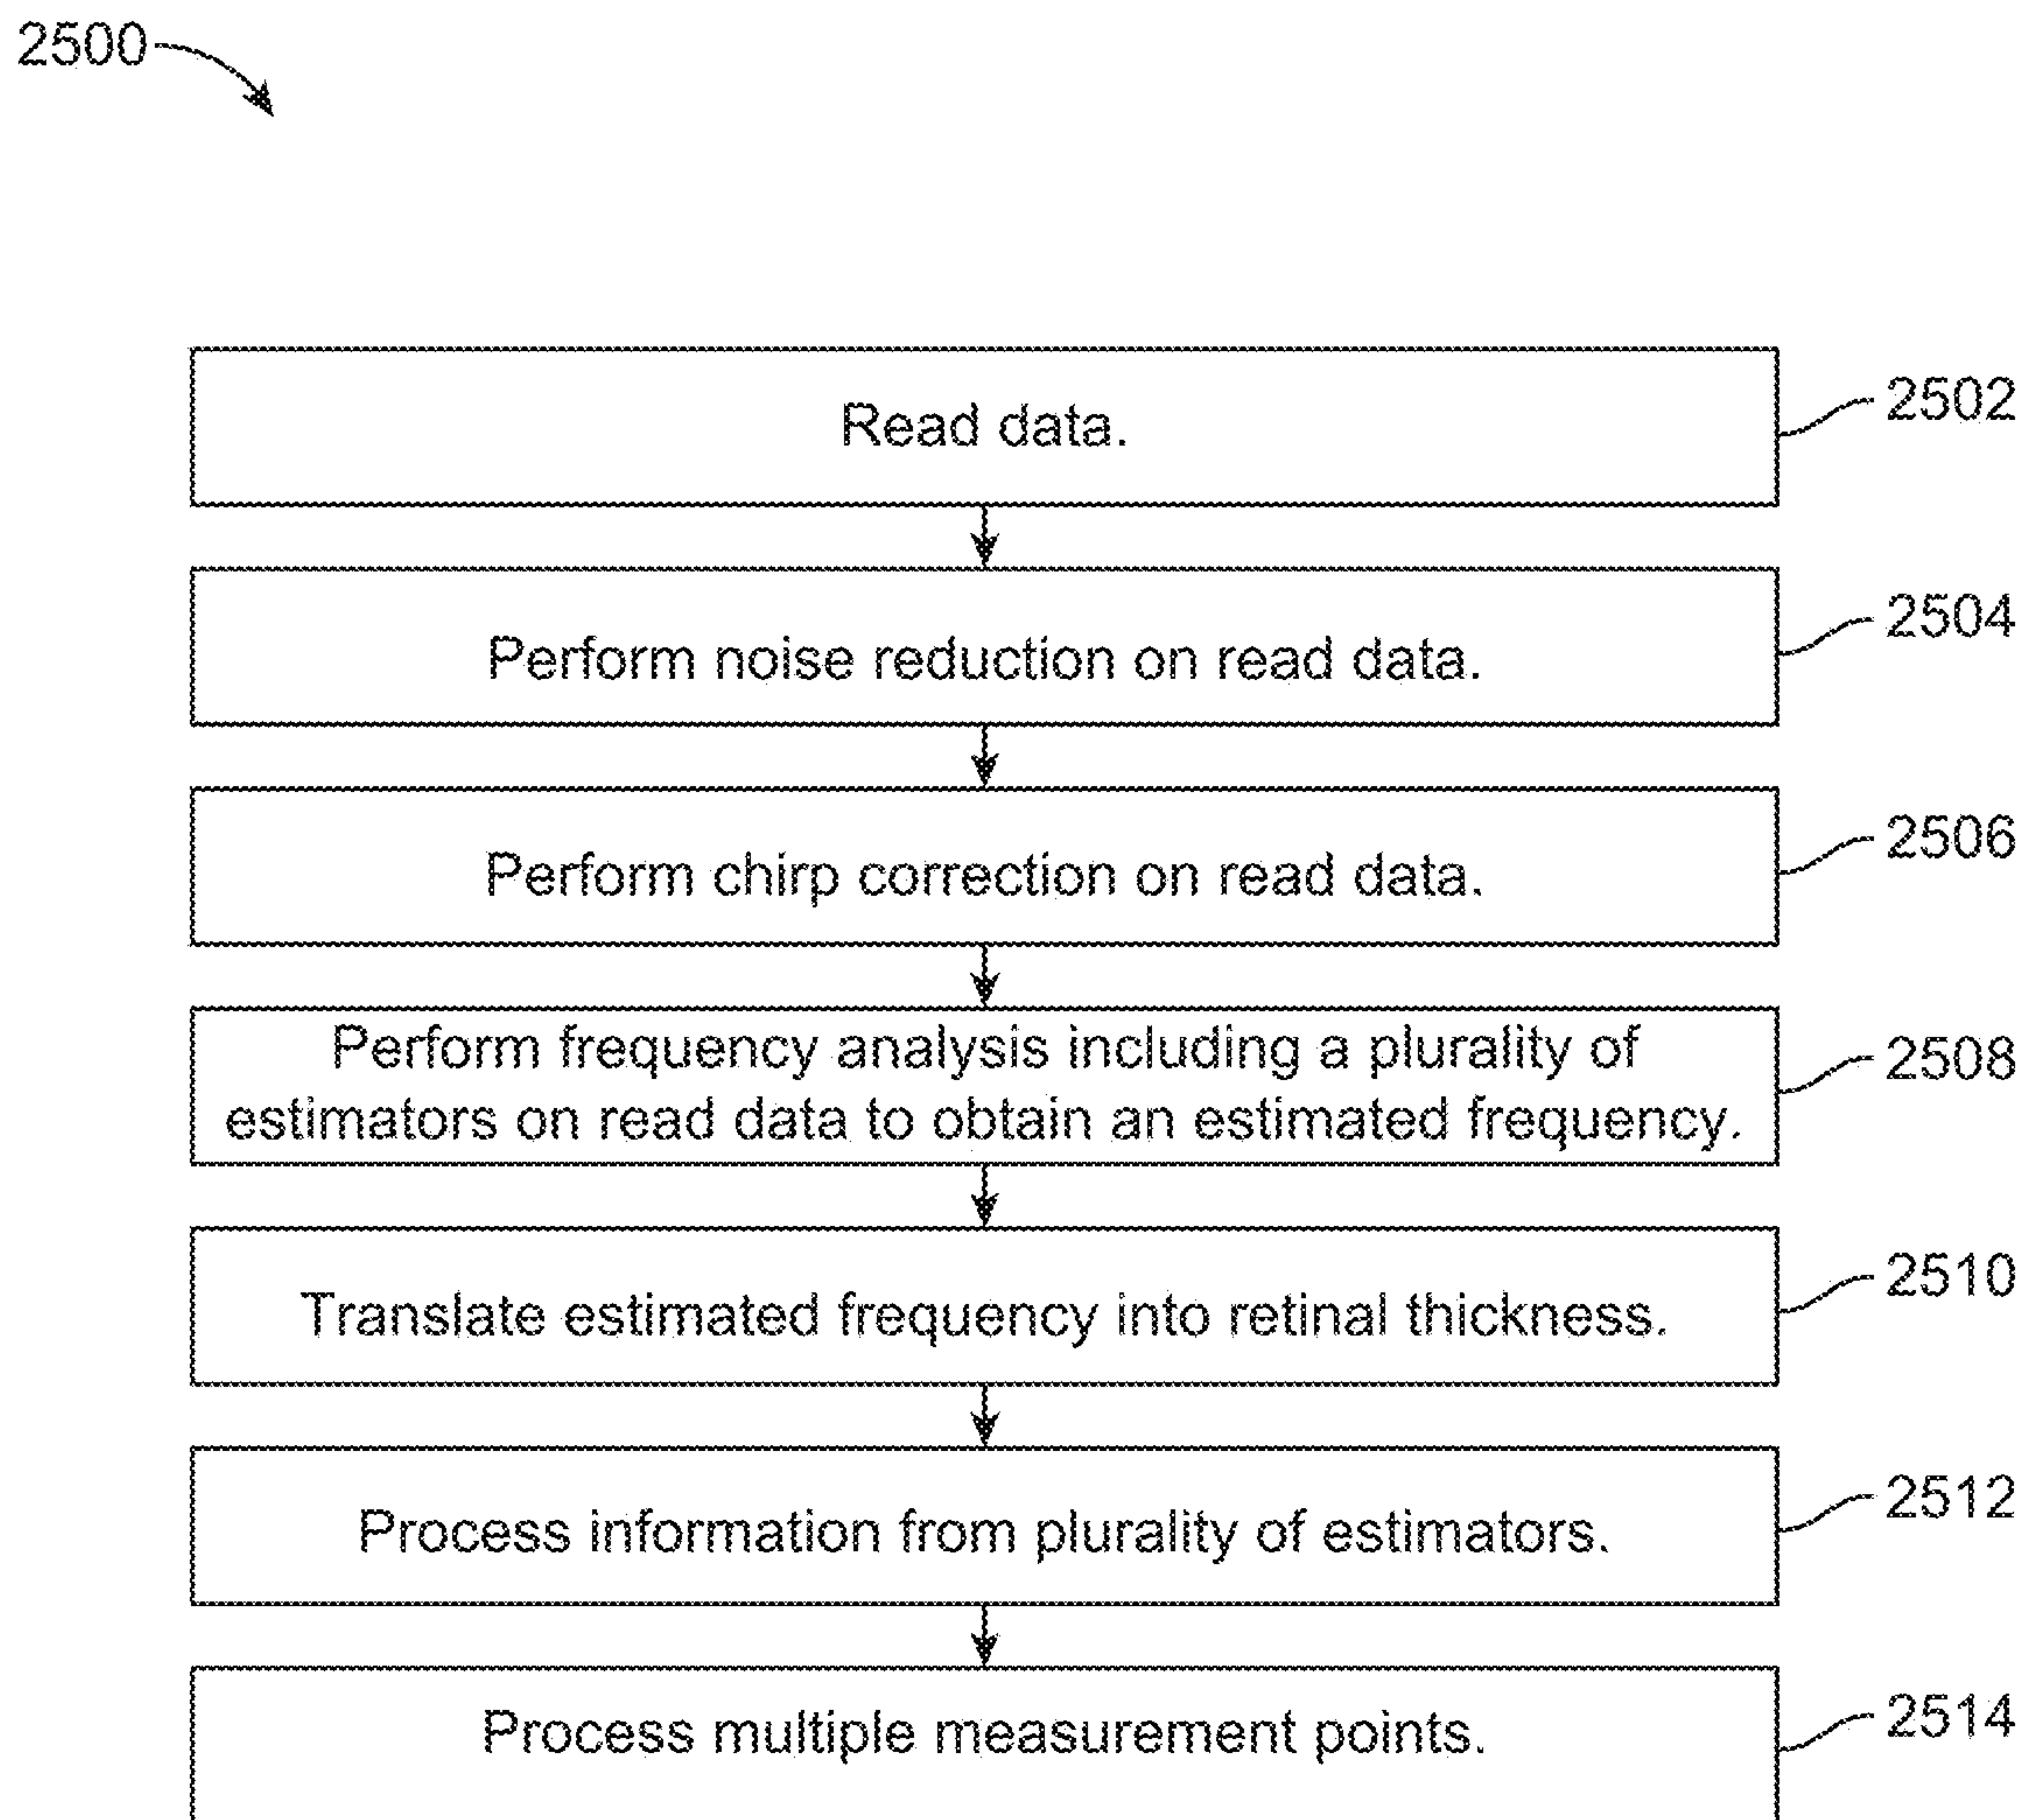 2500
Read data.
2502
Perform noise reduction on read data.
2504
Perform chirp correction on read data.
2506
Perform frequency analysis including a plurality of
estimators on read data to obtain an estimated frequency.
2508
Translate estimated frequency into retinal thickness.
2510
Process information from plurality of estimators.
2512
Process multiple measurement points.
2514